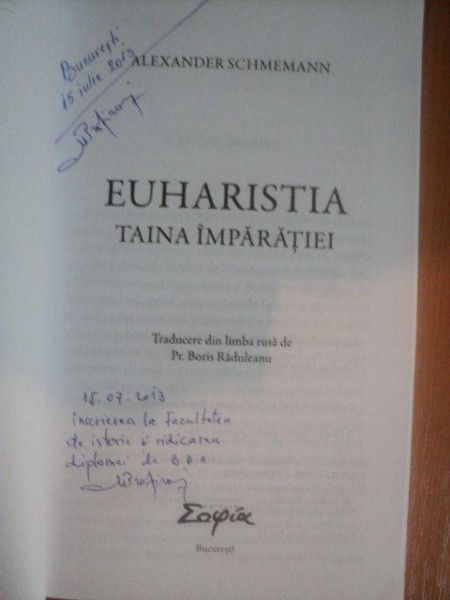 București
15 iulie 2013
ALEXANDER SCHMEMANN
EUHARISTIA
TAINA ÎMPĂRĂȚIEI
Traducere din limba rusă de
Pr. Boris Răduleanu
15.07.2013
înscrierea la Facultatea
de istorie și ridicarea
diplomei de
Σοφία
București